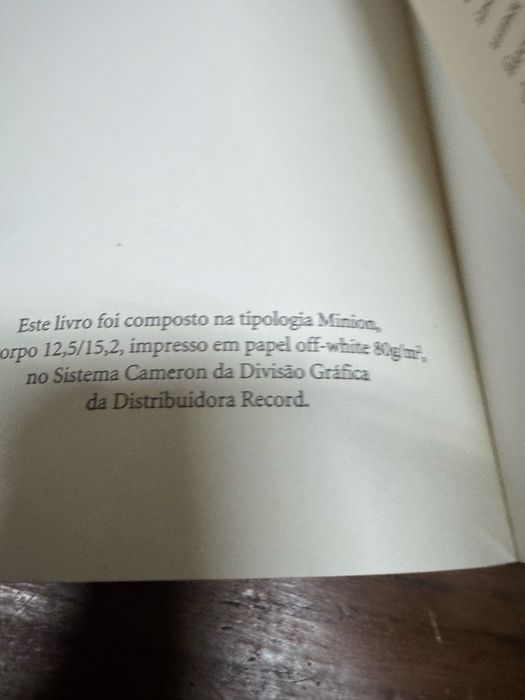 Este livro foi composto na tipologia Minion,
orpo 12,5/15,2, impresso em papel off-white 80g/m²,
no Sistema Cameron da Divisão Gráfica
da Distribuidora Record.